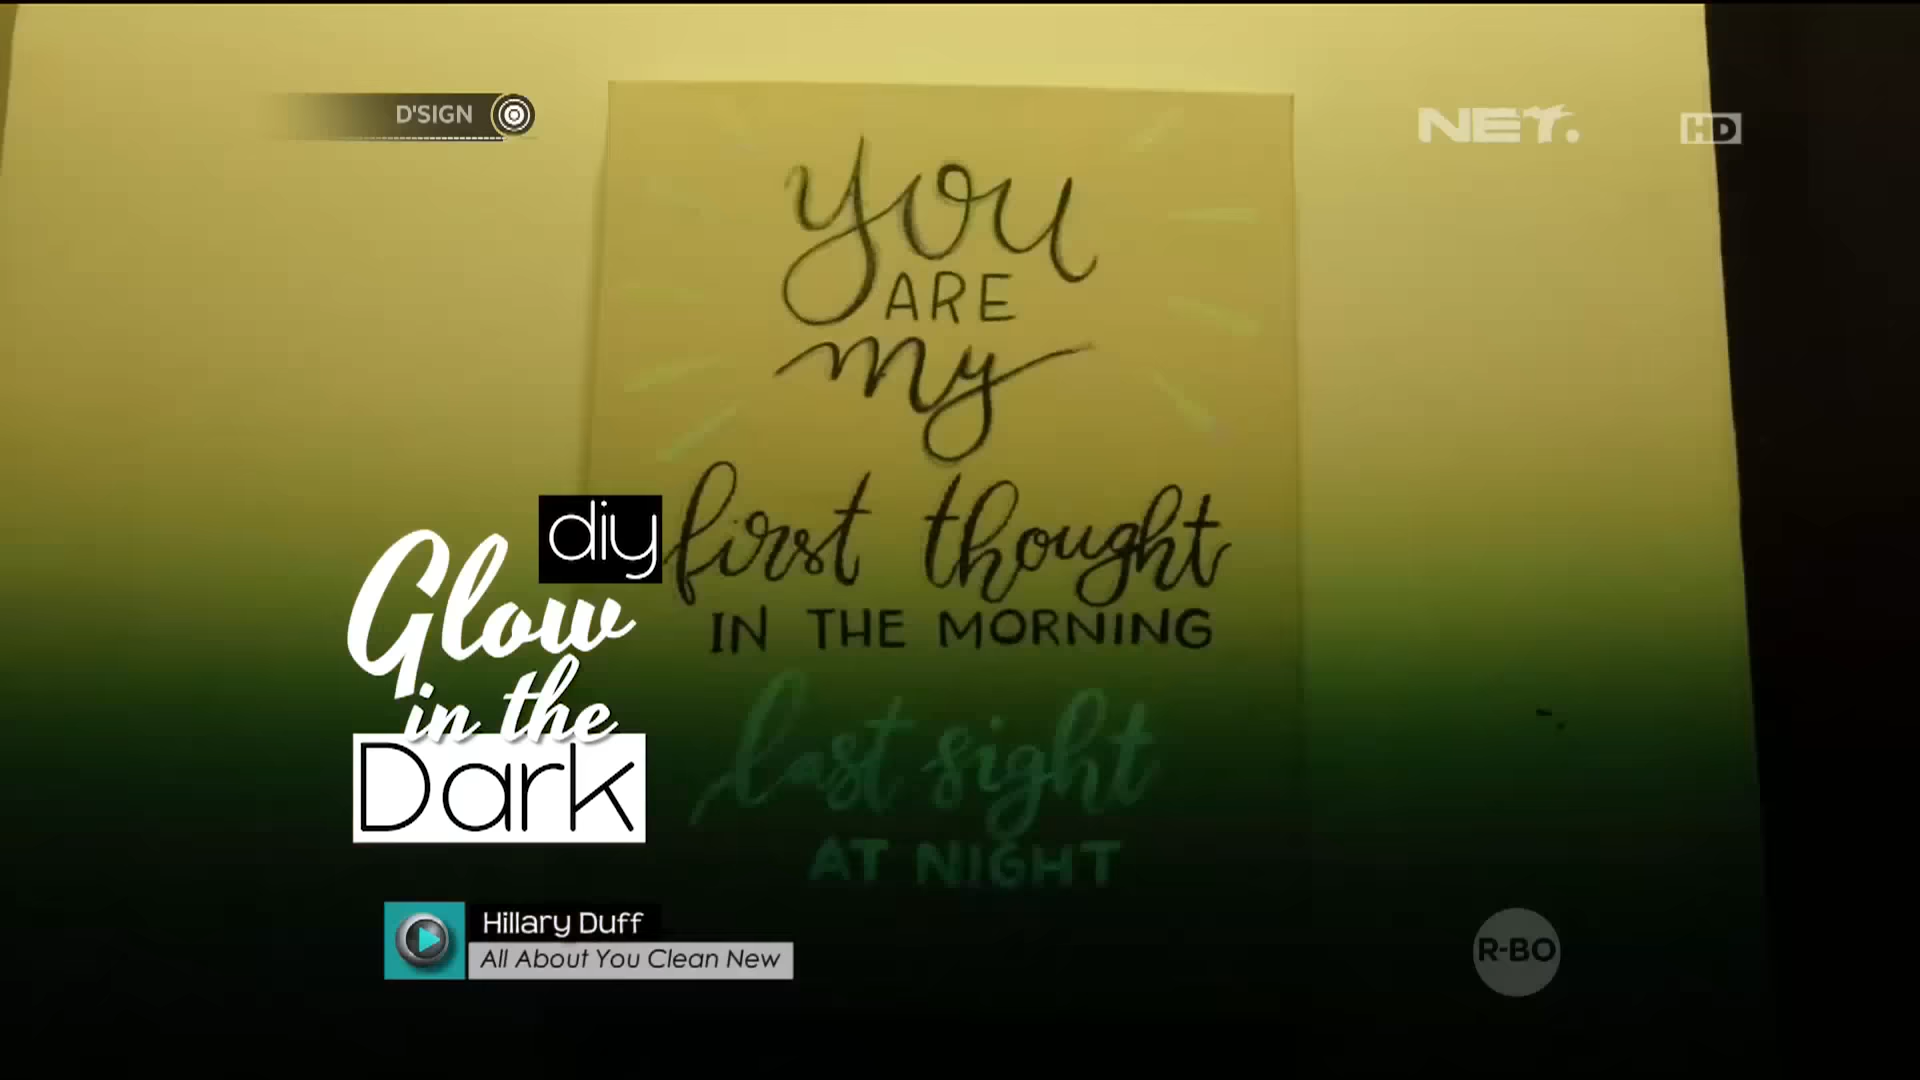 D'SIGN
NET.
HD
you
ARE
my
first thought
IN THE MORNING
last sight
AT NIGHT
diy
Glow
in the
Dark
Hillary Duff
All About You Clean New
R-BO